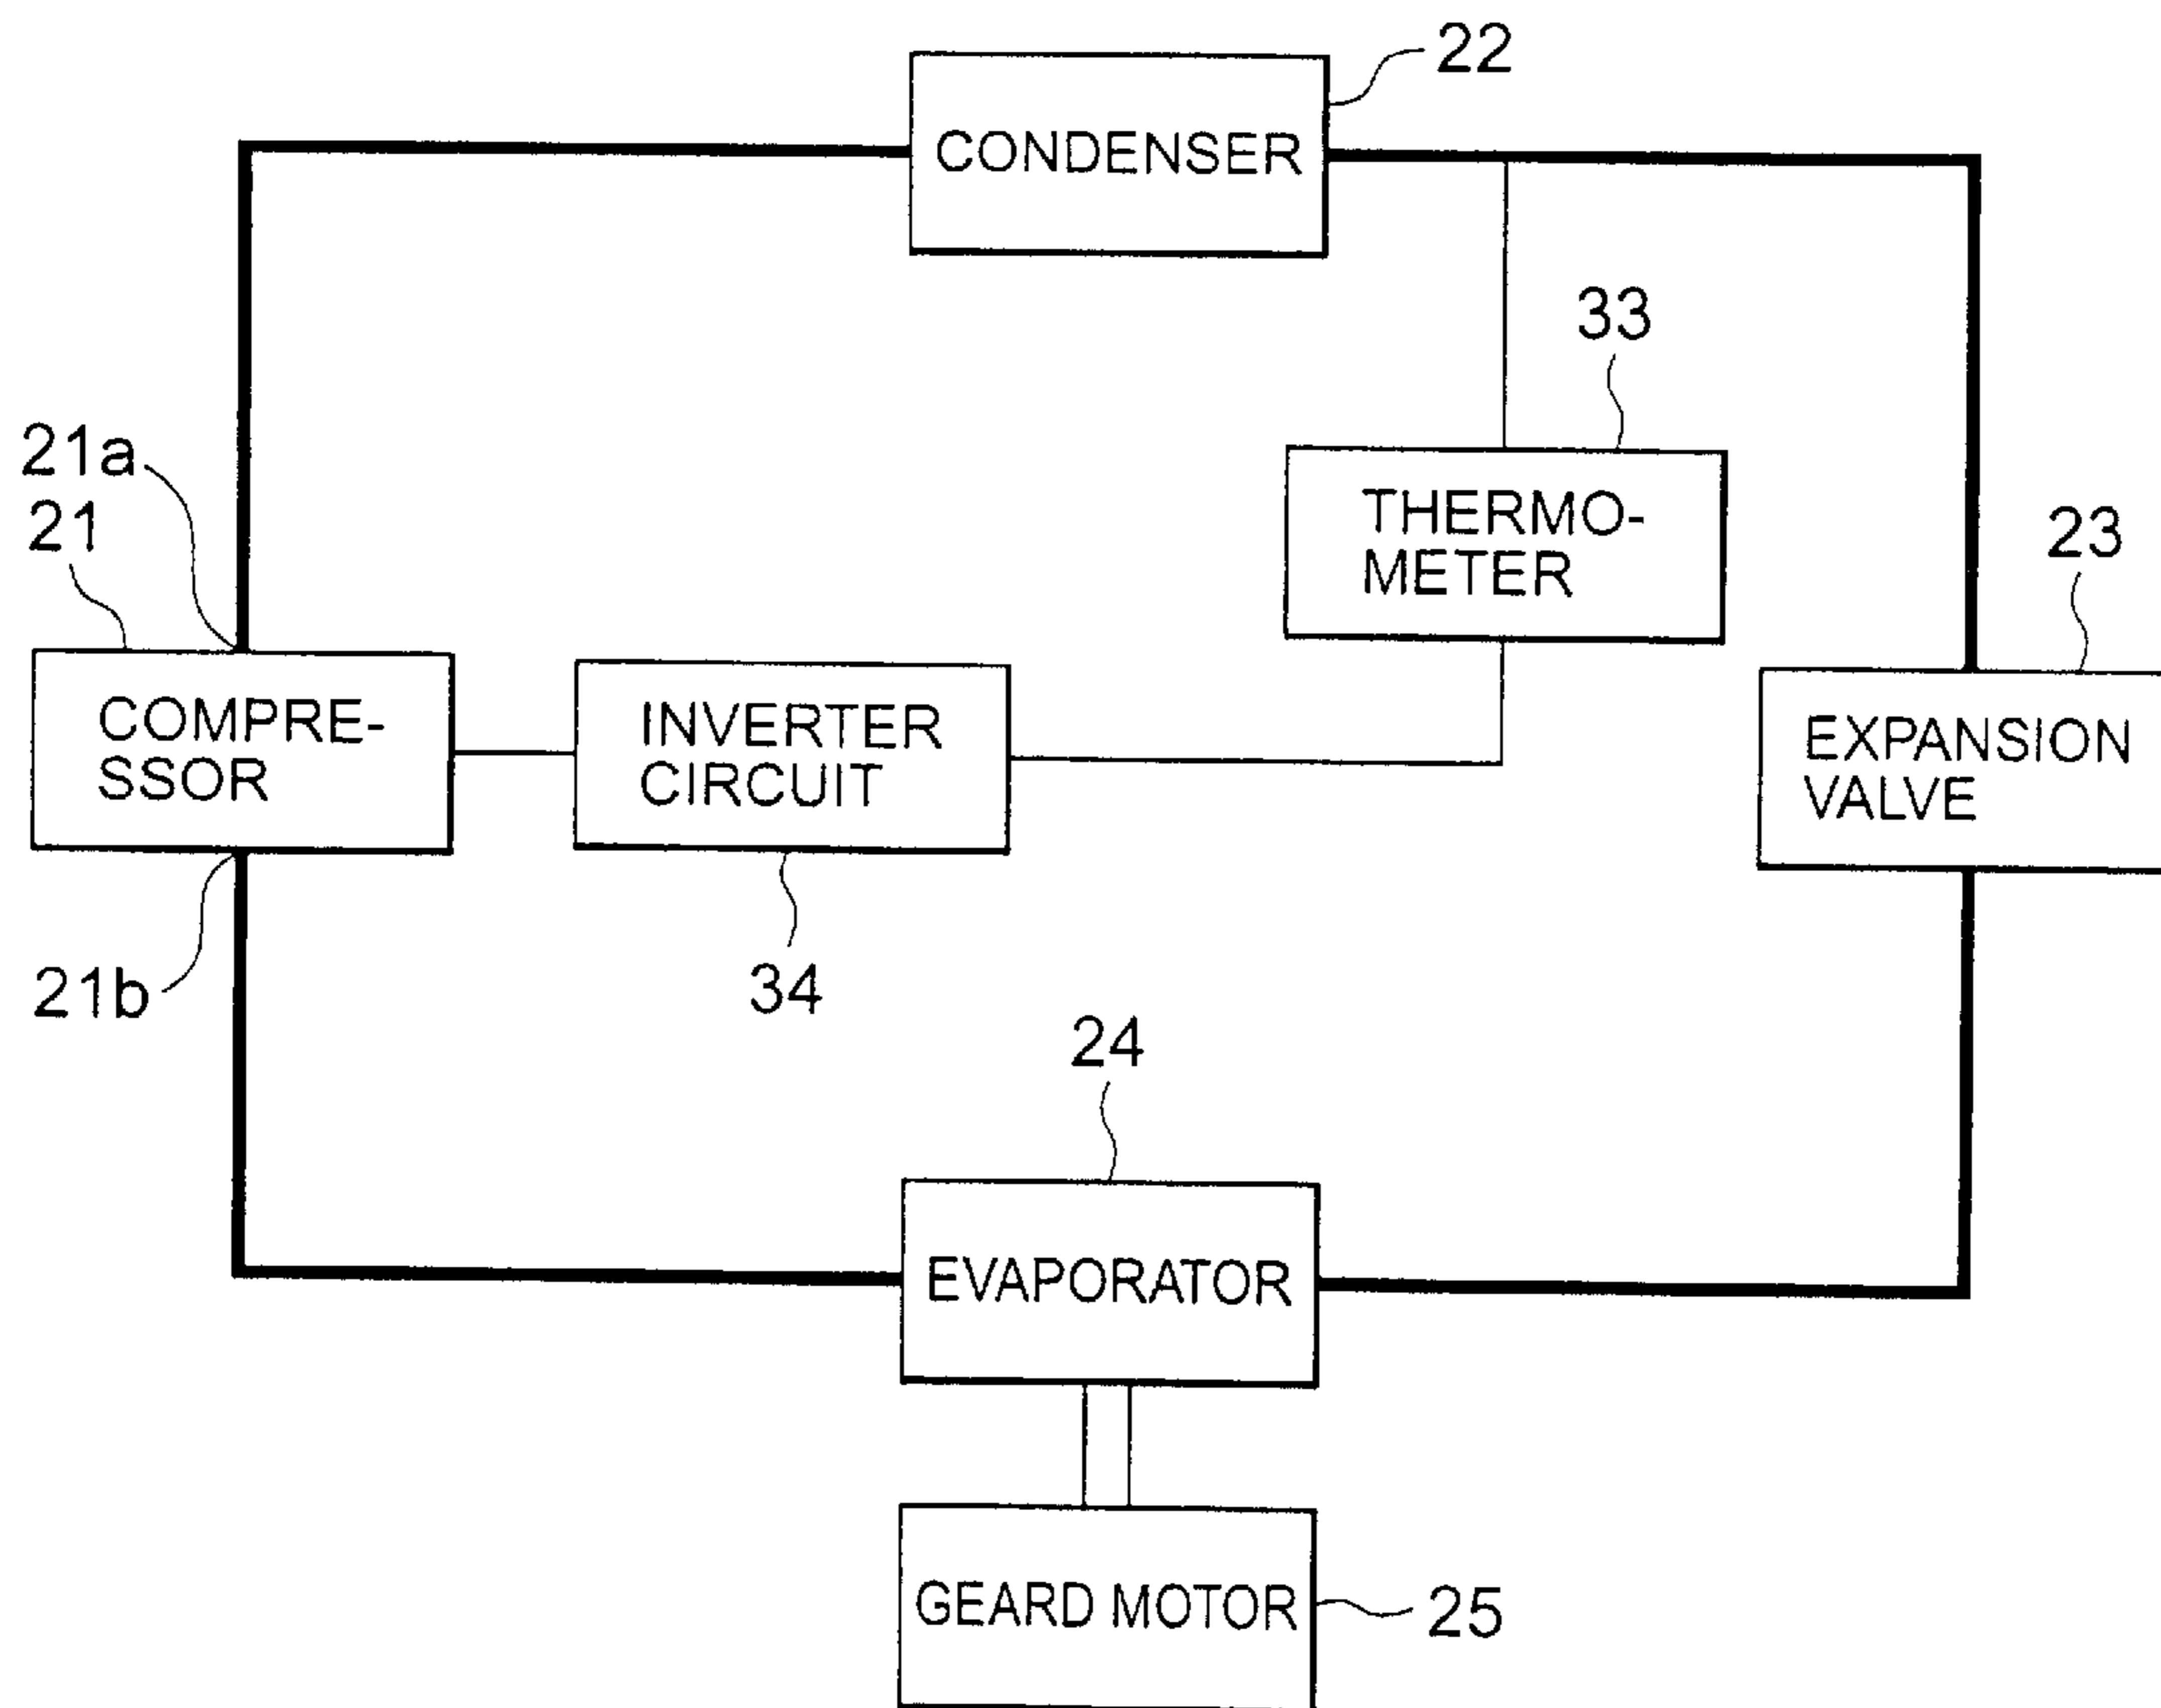 22
CONDENSER
33
21a
21
THERMO-
METER
23
COMPRE-
SSOR
INVERTER
CIRCUIT
EXPANSION
VALVE
21b
34
24
EVAPORATOR
GEARD MOTOR
25